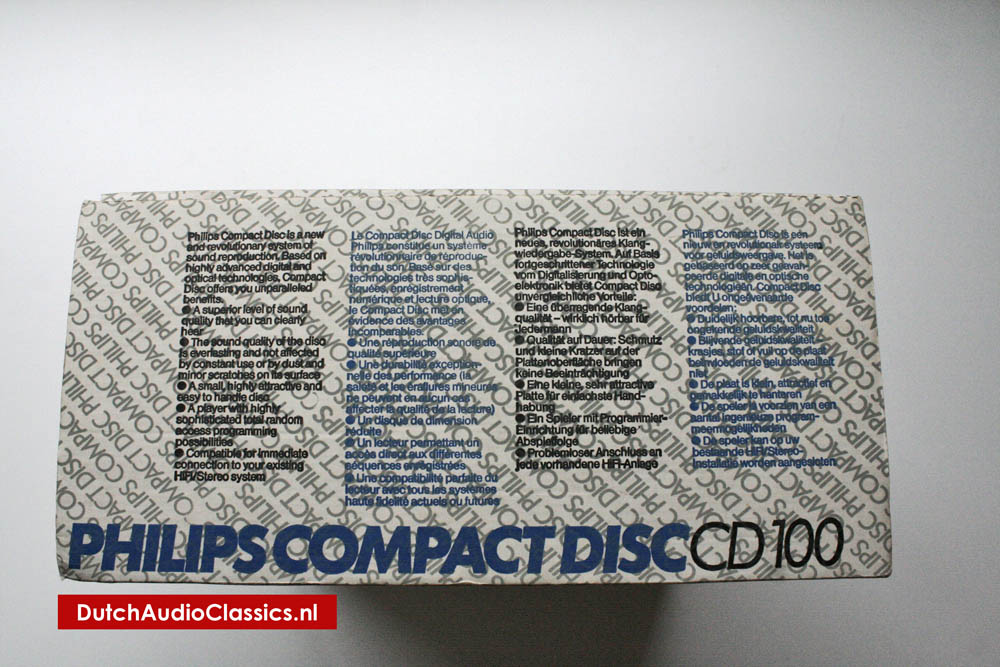 Philips Compact Disc is a new
and revolutionary system of
sound reproduction. Based on
highly advanced digital and
optical technologies, Compact
Disc offers you unparalleled
benefits.
● A superior level of sound
quality that you can clearly
hear
● The sound quality of the disc
is everlasting and not affected
by constant use or by dust and
minor scratches on its surface
● A small, highly attractive and
easy to handle disc
● A player with highly
sophisticated total random
access programming
possibilities
● Compatible for immediate
connection to your existing
HiFi/Stereo system
Le Compact Disc Digital Audio
Philips constitue un système
révolutionnaire de reproduc-
tion du son. Basé sur des
technologies très sophis-
tiquées, enregistrement
numérique et lecture optique,
le Compact Disc met en
évidence des avantages
incomparables:
● Une réproduction sonore de
qualité supérieure
● Une durabilité exception-
nelle des performance (la
saleté et les éraflures mineures
ne peuvent en aucun cas
affecter la qualité de la lecture)
● Un disque de dimension
réduite
● Un lecteur permettant un
accès direct aux différentes
séquences enregistrées
● Une compatibilité parfaite du
lecteur avec tous les systèmes
haute fidélité actuels ou futures
Philips Compact Disc ist ein
neues, revolutionäres Klang-
wiedergabe-System. Auf Basis
fortgeschrittener Technologie
vom Digitalisierung und Opto-
elektronik bietet Compact Disc
unvergleichliche Vorteile:
● Eine überragende Klang-
qualität – wirklich hörbar für
Jedermann
● Qualität auf Dauer: Schmutz
und kleine Kratzer auf der
Plattenoberfläche bringen
keine Beeinträchtigung
● Eine kleine, sehr attractive
Platte für einfachste Hand-
habung
● Ein Spieler mit Programmier-
Einrichtung für beliebige
Abspielfolge
● Problemloser Anschluss an
jede vorhandene HiFi-Anlage
Philips Compact Disc is een
nieuw en revolutionair systeem
voor geluidsweergave. Het is
gebaseerd op zeer geavan-
ceerde digitale en optische
technologieën. Compact Disc
biedt U ongeëvenaarde
voordelen:
● Duidelijk hoorbare, tot nu toe
ongekende geluidskwaliteit
● Blijvende geluidskwaliteit,
krasjes, stof of vuil op de plaat
beïnvloeden de geluidskwaliteit
niet
● De plaat is klein, attractief en
gemakkelijk te hanteren
● De speler is voorzien van een
aantal ingenieuze program-
meermogelijkheden
● De speler kan op uw
bestaande HiFi/Stereo-
installatie worden aangesloten
PHILIPS COMPACT DISC CD 100
DutchAudioClassics.nl